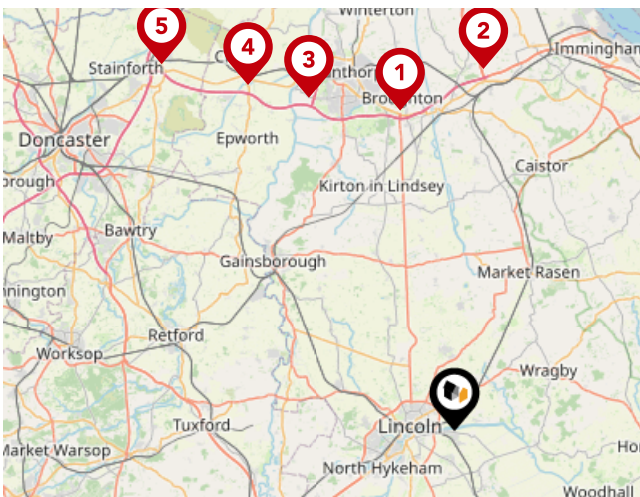 5
2
Winterton
4
3
Immingham
Stainforth
1
Doncaster
Epworth
Caistor
Kirton in Lindsey
Maltby
Bawtry
Gainsborough
Market Rasen
Retford
Worksop
Wragby
Tuxford
Lincoln
Market Warsop
North Hykeham
Woodhall